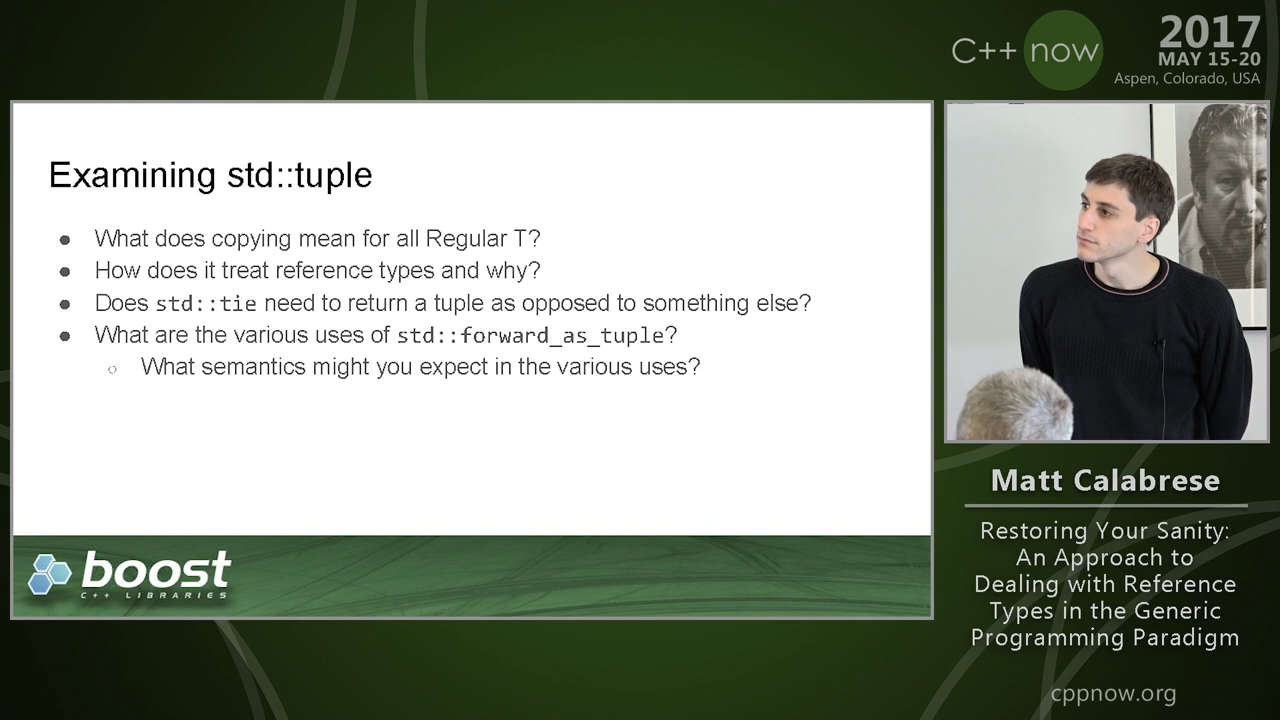 C++ now
2017
MAY 15-20
Aspen, Colorado, USA
Examining std::tuple
● What does copying mean for all Regular T?
● How does it treat reference types and why?
● Does std::tie need to return a tuple as opposed to something else?
● What are the various uses of std::forward_as_tuple?
○ What semantics might you expect in the various uses?
boost
C++ LIBRARIES
Matt Calabrese
Restoring Your Sanity:
An Approach to
Dealing with Reference
Types in the Generic
Programming Paradigm
cppnow.org